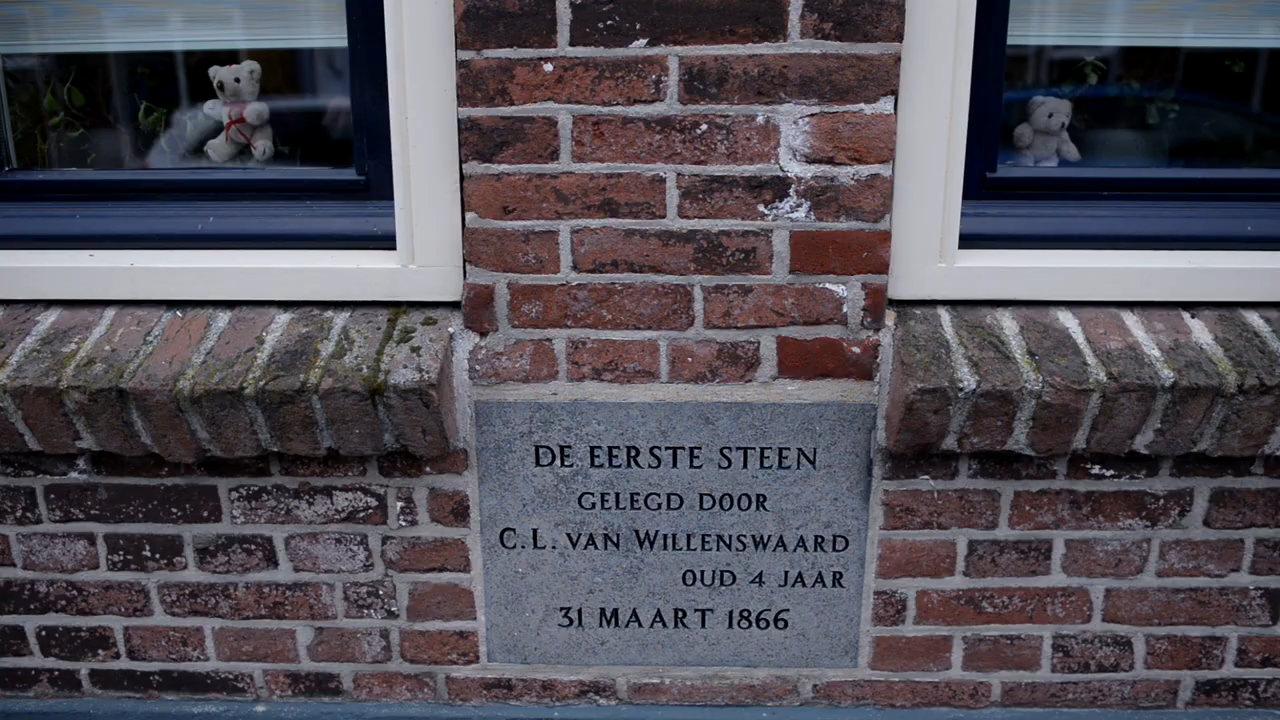 DE EERSTE STEEN
GELEGD DOOR
C.L. VAN WILLENSWAARD
OUD 4 JAAR
31 MAART 1866